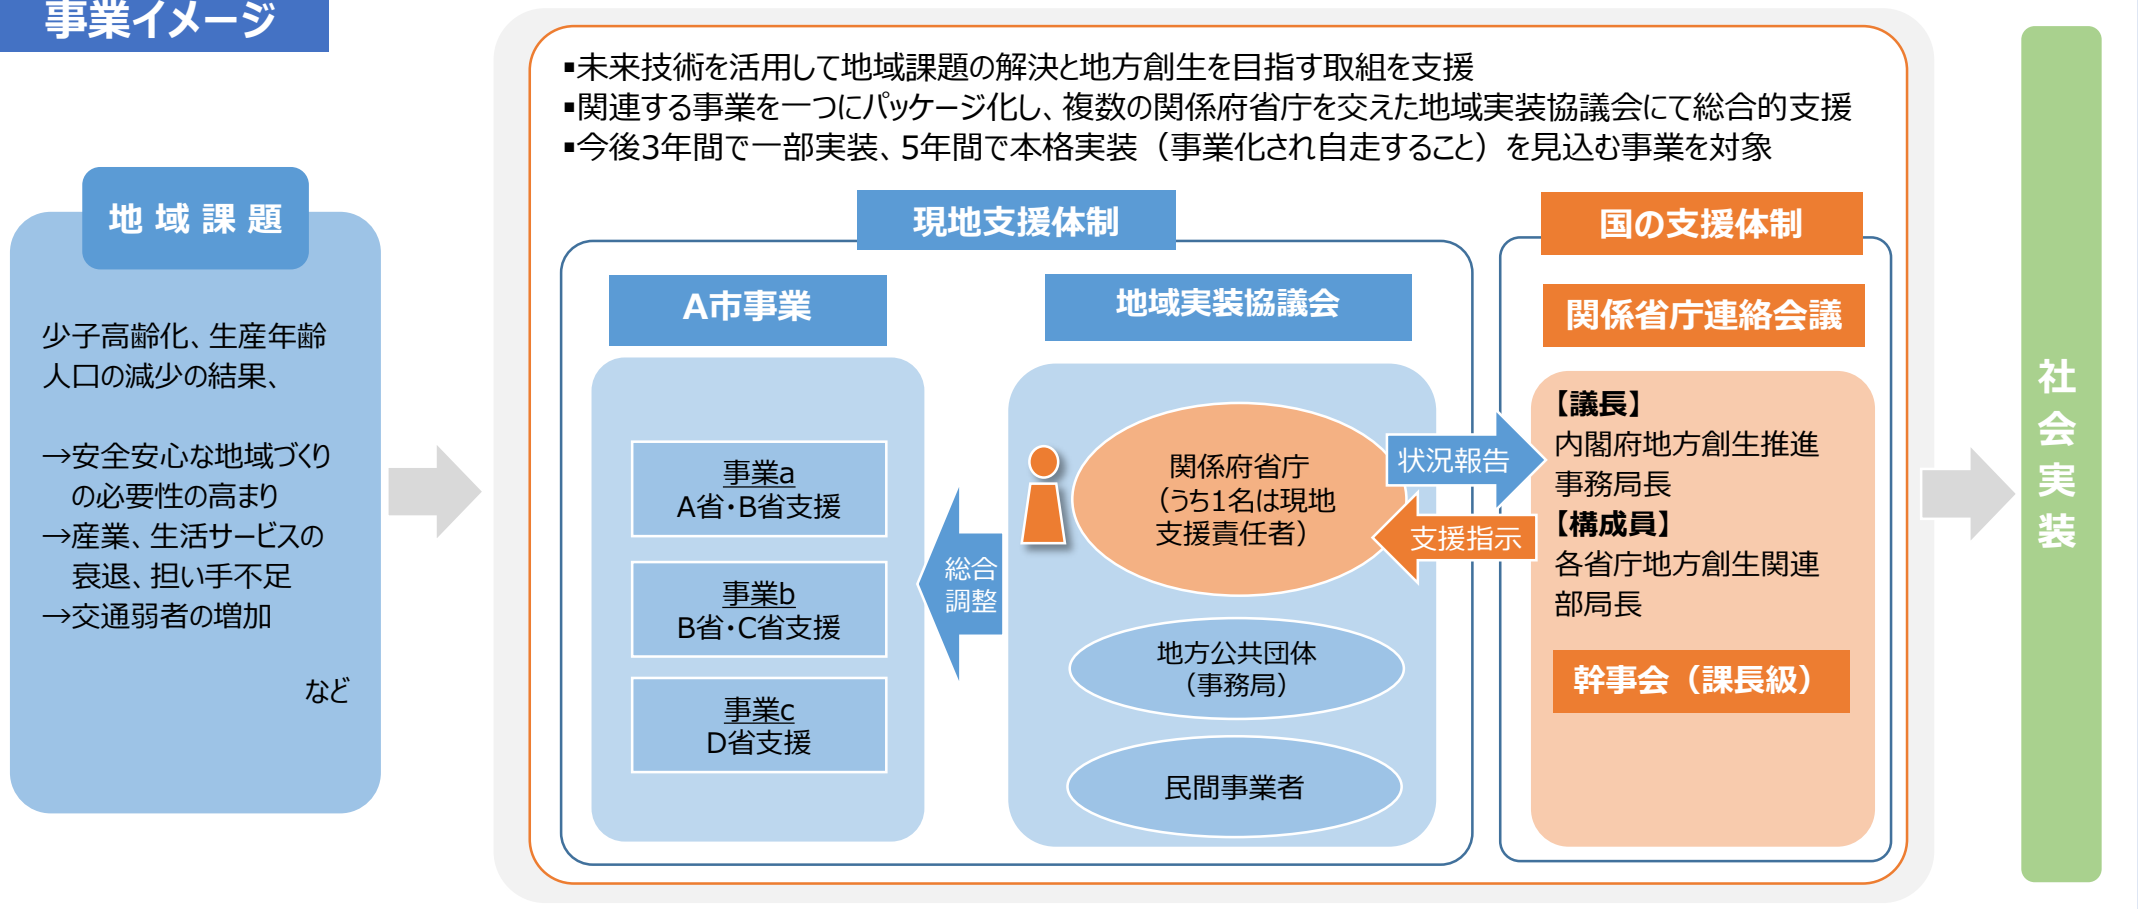 事業イメージ
地域課題
少子高齢化、生産年齢
人口の減少の結果、
→安全安心な地域づくり
の必要性の高まり
→産業、生活サービスの
衰退、担い手不足
→交通弱者の増加
など
▪未来技術を活用して地域課題の解決と地方創生を目指す取組を支援
▪関連する事業を一つにパッケージ化し、複数の関係府省庁を交えた地域実装協議会にて総合的支援
▪今後3年間で一部実装、5年間で本格実装（事業化され自走すること）を見込む事業を対象
現地支援体制
A市事業
事業a
A省・B省支援
事業b
B省・C省支援
事業c
D省支援
総合
調整
地域実装協議会
関係府省庁
（うち1名は現地
支援責任者）
地方公共団体
（事務局）
民間事業者
状況報告
支援指示
国の支援体制
関係省庁連絡会議
【議長】
内閣府地方創生推進
事務局長
【構成員】
各省庁地方創生関連
部局長
幹事会（課長級）
社会実装